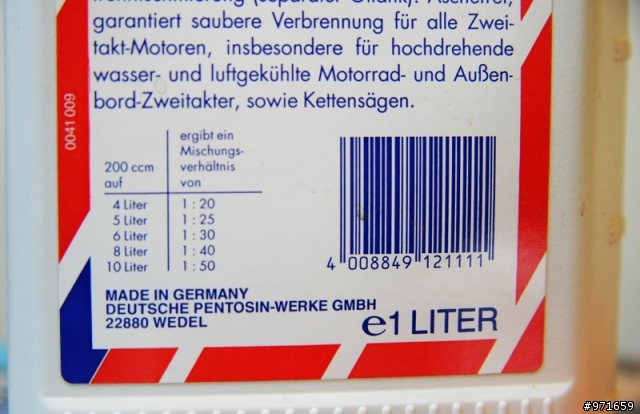 (separater Öltank). Aschefrei,
garantiert saubere Verbrennung für alle Zwei-
takt-Motoren, insbesondere für hochdrehende
wasser- und luftgekühlte Motorrad- und Außen-
bord-Zweitakter, sowie Kettensägen.
0041 009
200 ccm
auf
ergibt ein
Mischungs-
verhältnis
von
4 Liter 1 : 20
5 Liter 1 : 25
6 Liter 1 : 30
8 Liter 1 : 40
10 Liter 1 : 50
4 008849 121111
MADE IN GERMANY
DEUTSCHE PENTOSIN-WERKE GMBH
22880 WEDEL
e1 LITER
#971659